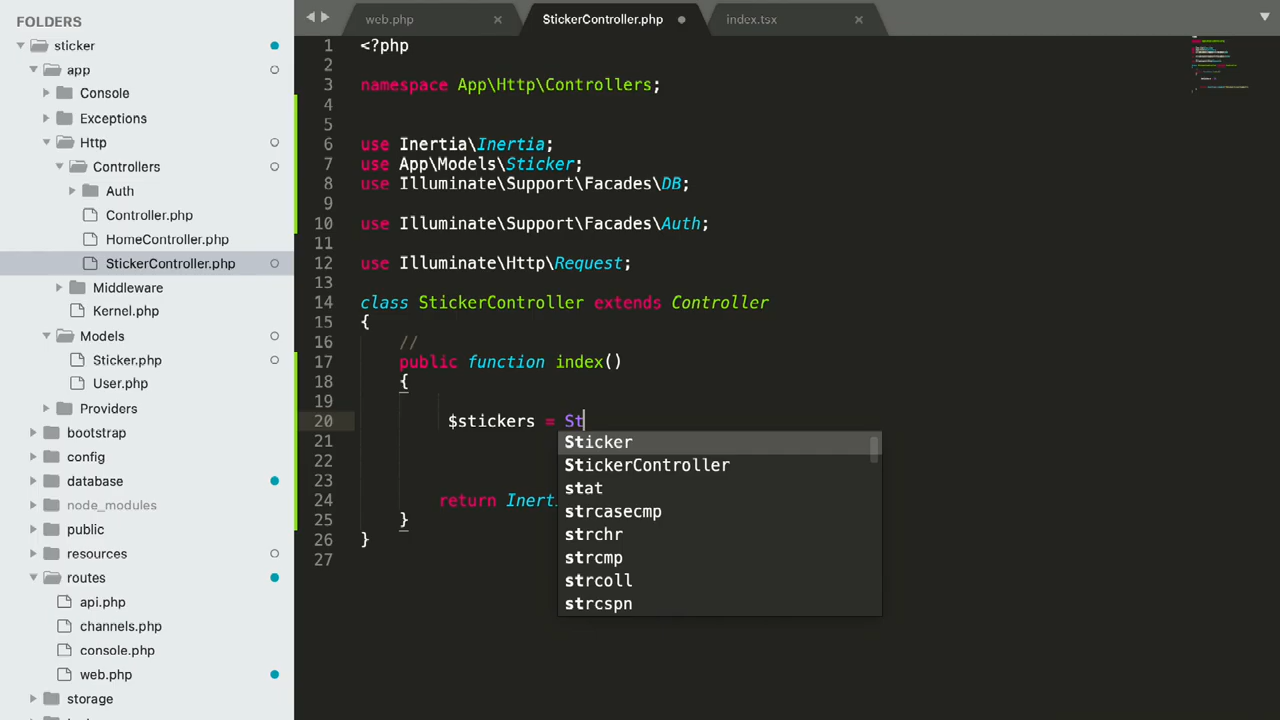 FOLDERS
sticker
app
Console
Exceptions
Http
Controllers
Auth
Controller.php
HomeController.php
StickerController.php
Middleware
Kernel.php
Models
Sticker.php
User.php
Providers
bootstrap
config
database
node_modules
public
resources
routes
api.php
channels.php
console.php
web.php
storage
web.php × StickerController.php index.tsx ×
1 <?php
2
3 namespace App\Http\Controllers;
4
5
6 use Inertia\Inertia;
7 use App\Models\Sticker;
8 use Illuminate\Support\Facades\DB;
9
10 use Illuminate\Support\Facades\Auth;
11
12 use Illuminate\Http\Request;
13
14 class StickerController extends Controller
15 {
16 //
17 public function index()
18 {
19
20 $stickers = St
21
22
23
24 return Inerti
25 }
26 }
27
Sticker
StickerController
stat
strcasecmp
strchr
strcmp
strcoll
strcspn